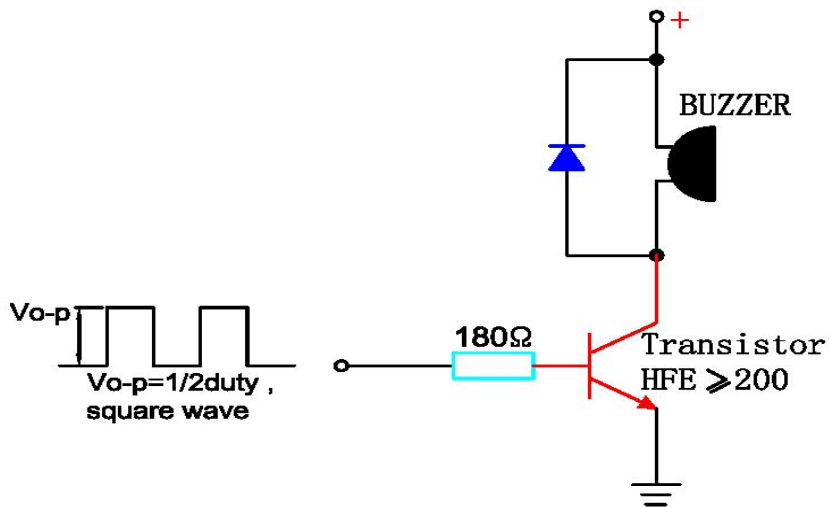 +
BUZZER
Vo-p
180Ω
Transistor
HFE ⩾200
Vo-p=1/2duty ,
square wave